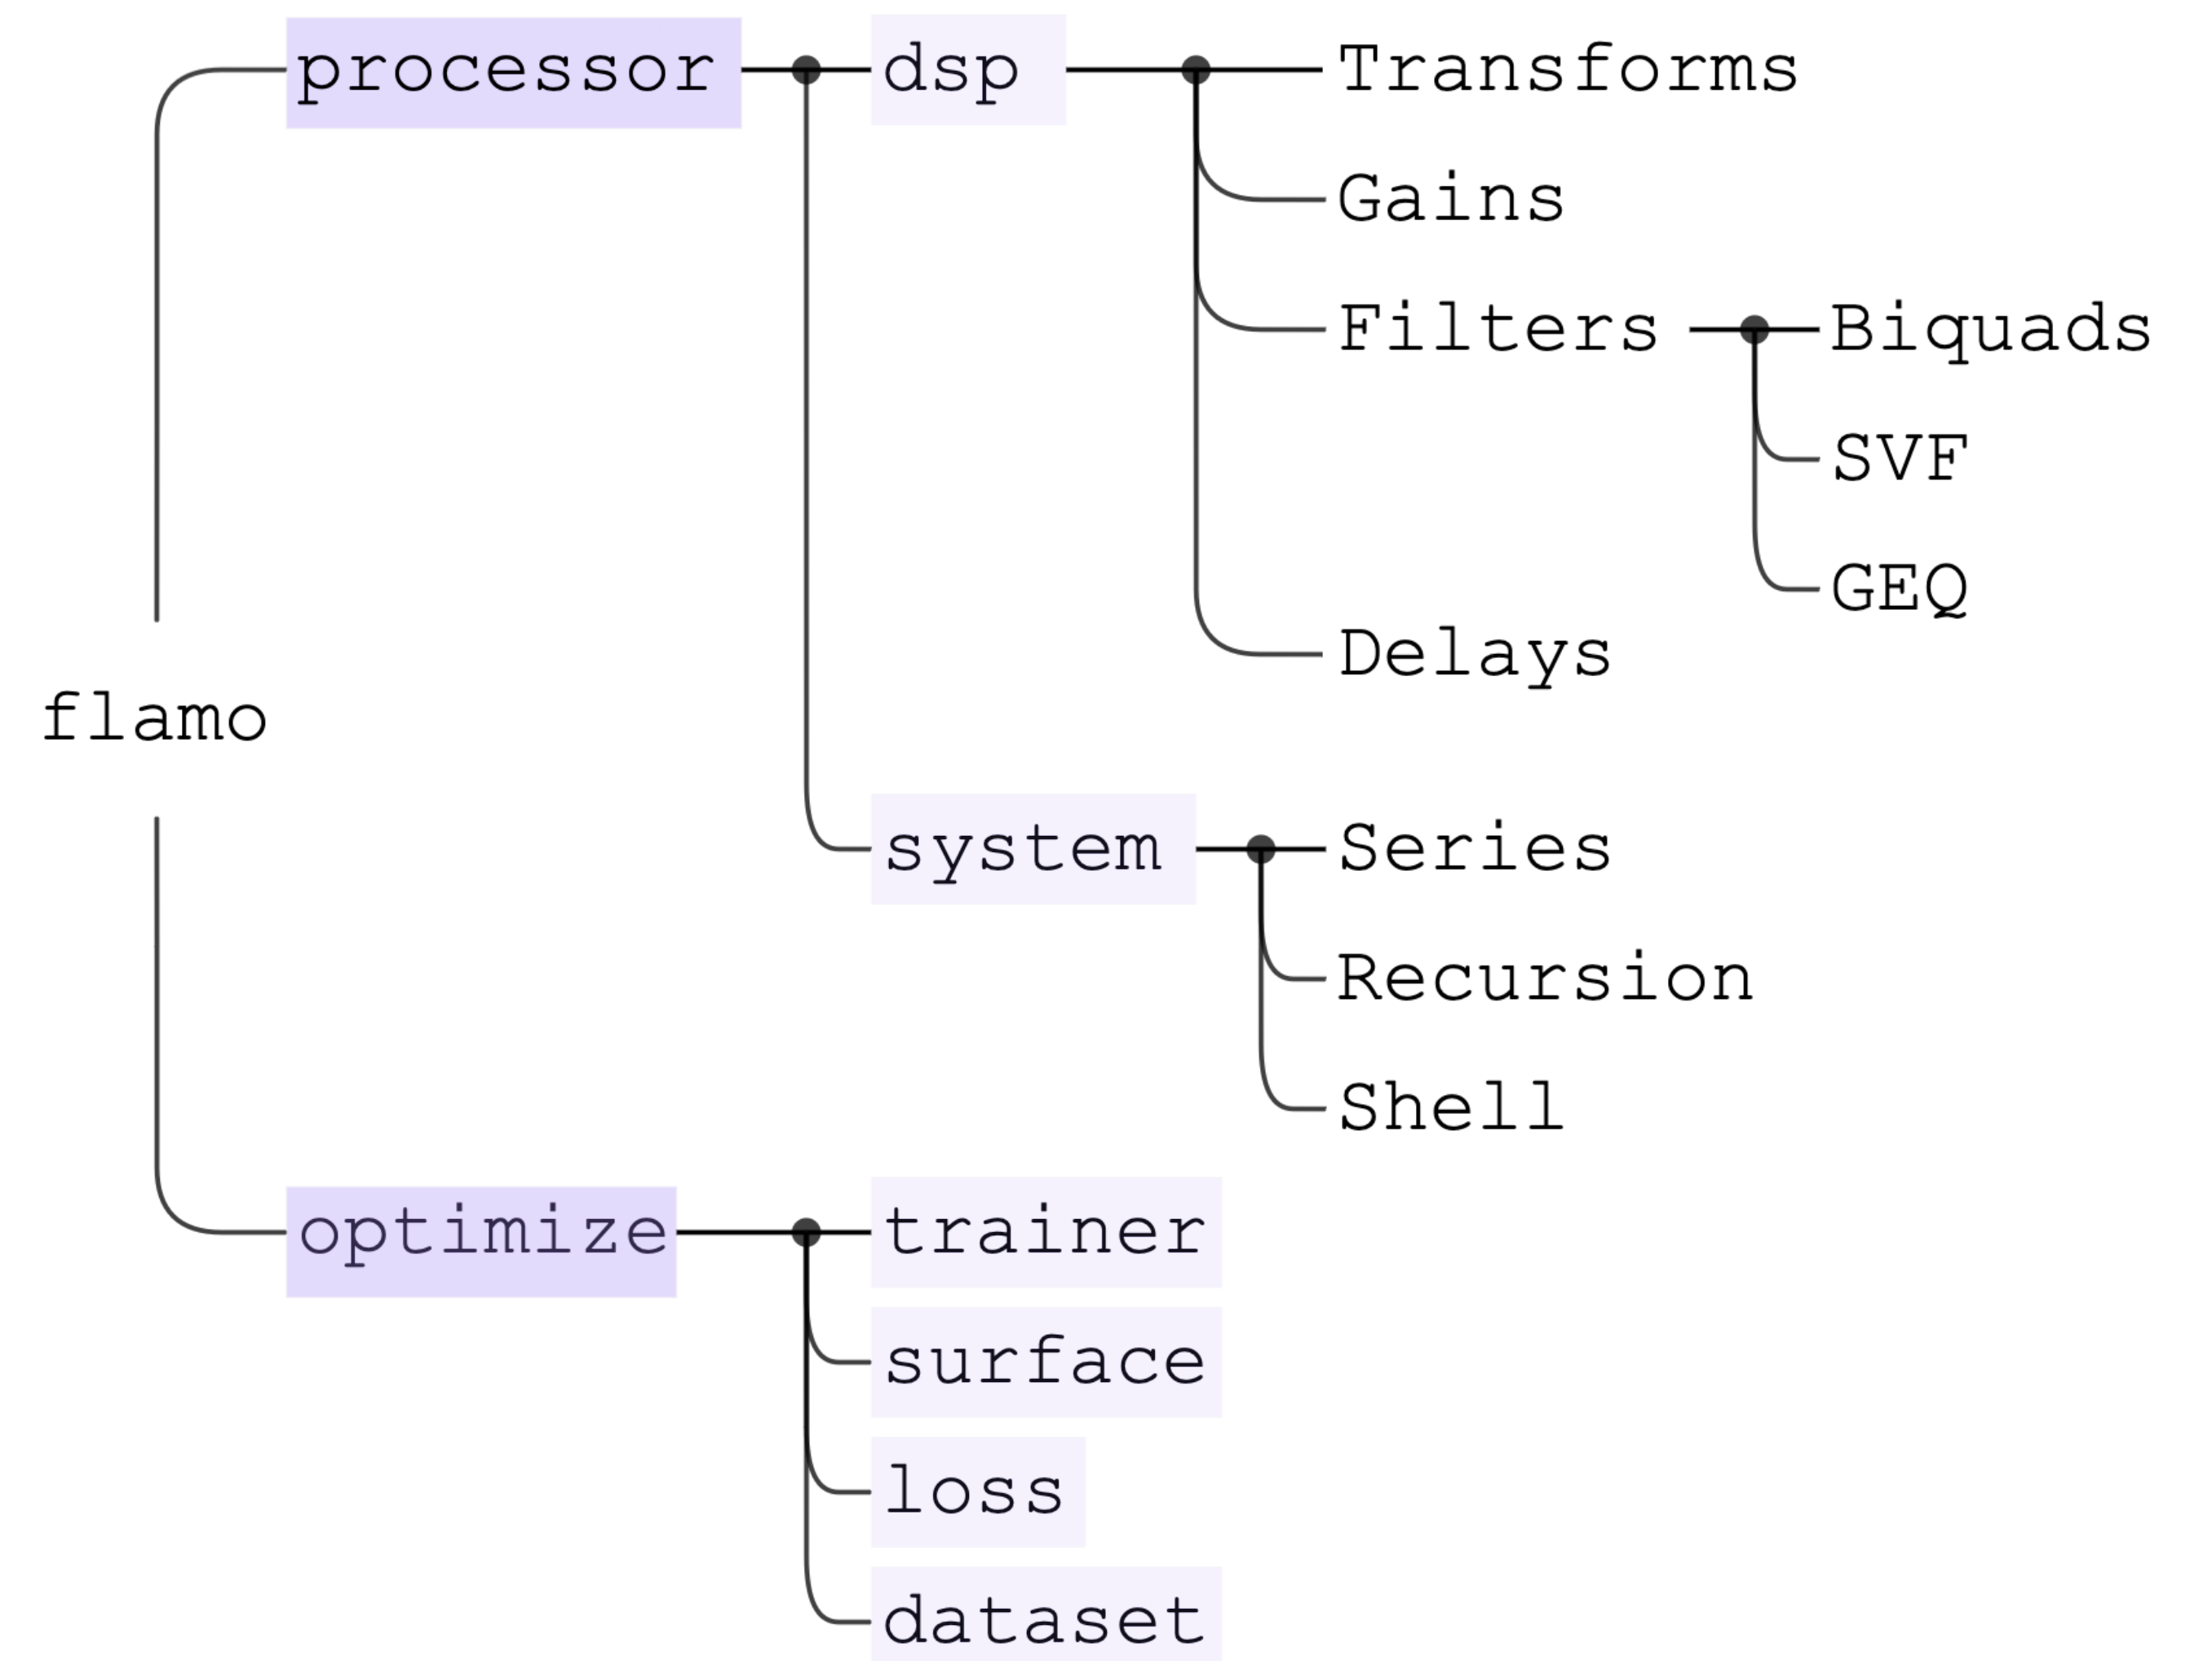 processor dsp Transforms
Gains
Filters Biquads
SVF
GEQ
Delays
flamo
system Series
Recursion
Shell
optimize trainer
surface
loss
dataset